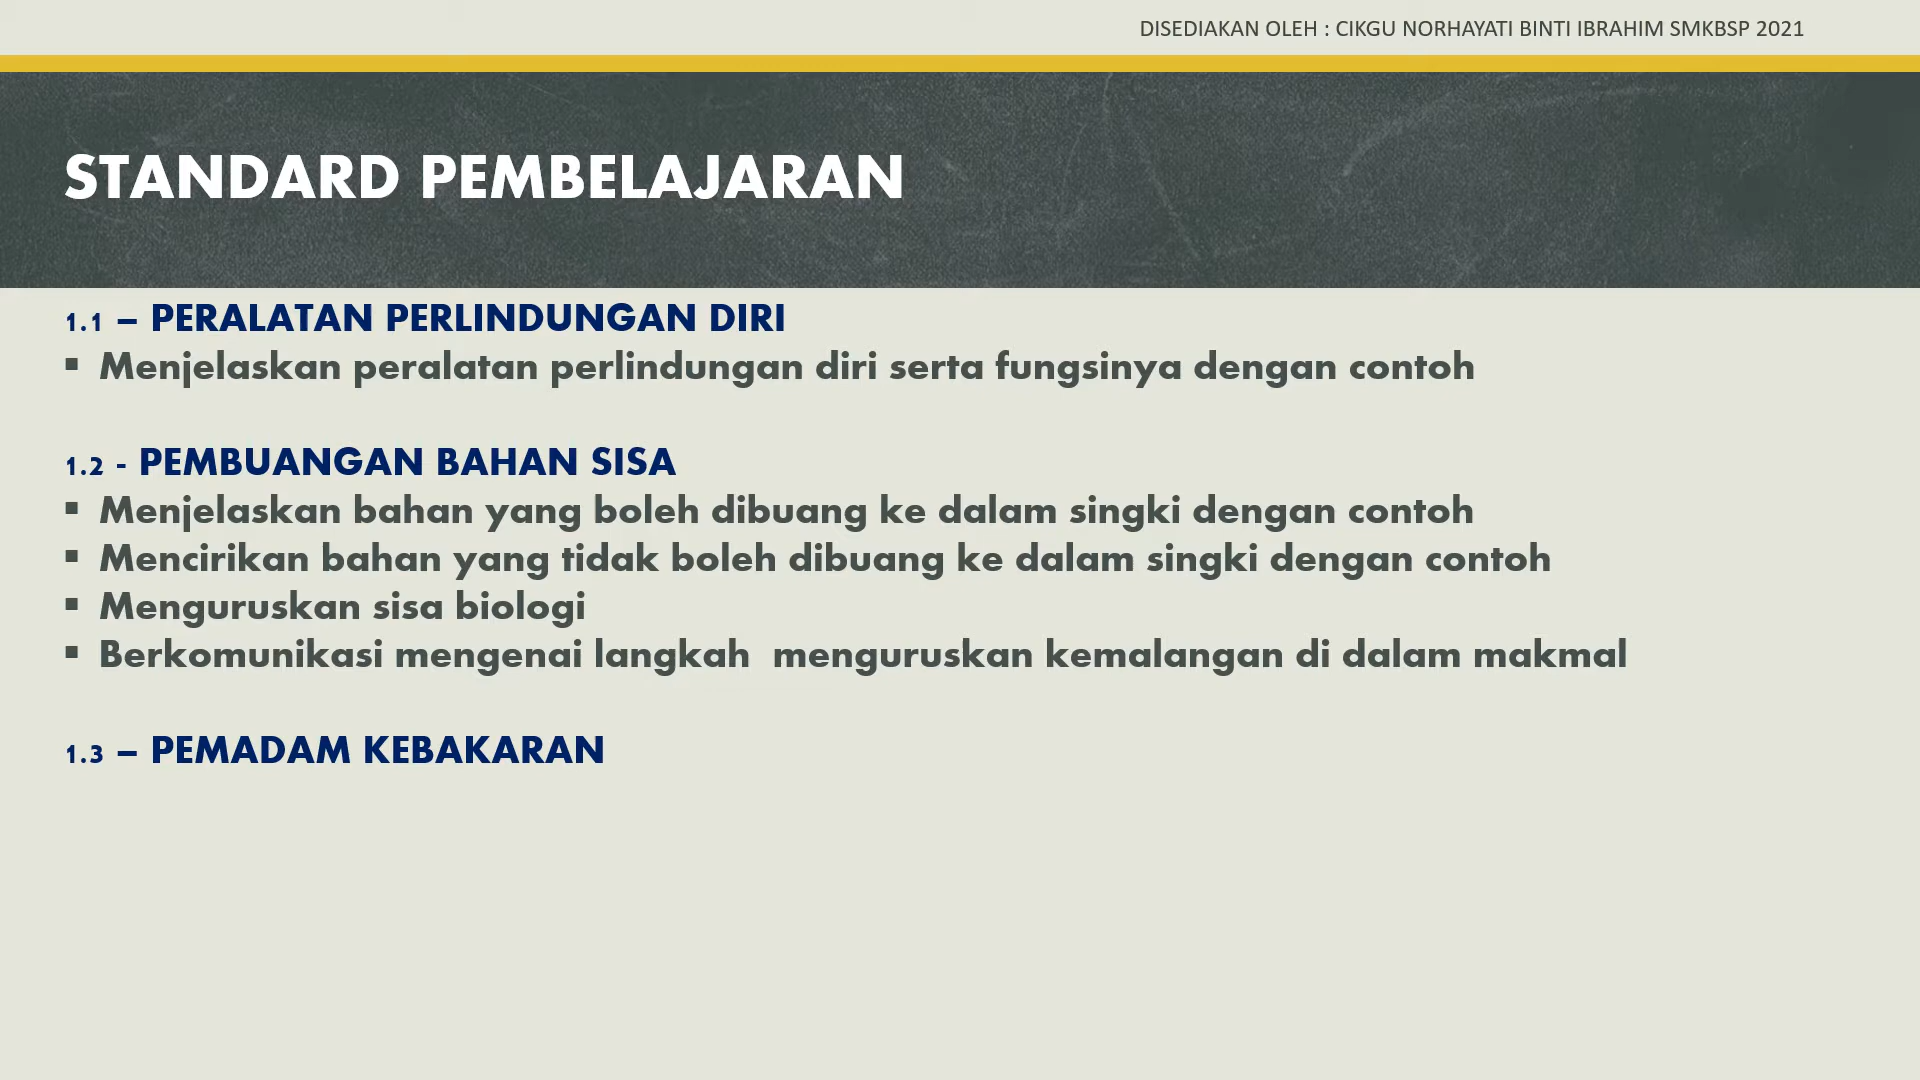 DISEDIAKAN OLEH : CIKGU NORHAYATI BINTI IBRAHIM SMKBSP 2021
STANDARD PEMBELAJARAN
1.1 – PERALATAN PERLINDUNGAN DIRI
▪ Menjelaskan peralatan perlindungan diri serta fungsinya dengan contoh
1.2 - PEMBUANGAN BAHAN SISA
▪ Menjelaskan bahan yang boleh dibuang ke dalam singki dengan contoh
▪ Mencirikan bahan yang tidak boleh dibuang ke dalam singki dengan contoh
▪ Menguruskan sisa biologi
▪ Berkomunikasi mengenai langkah  menguruskan kemalangan di dalam makmal
1.3 – PEMADAM KEBAKARAN